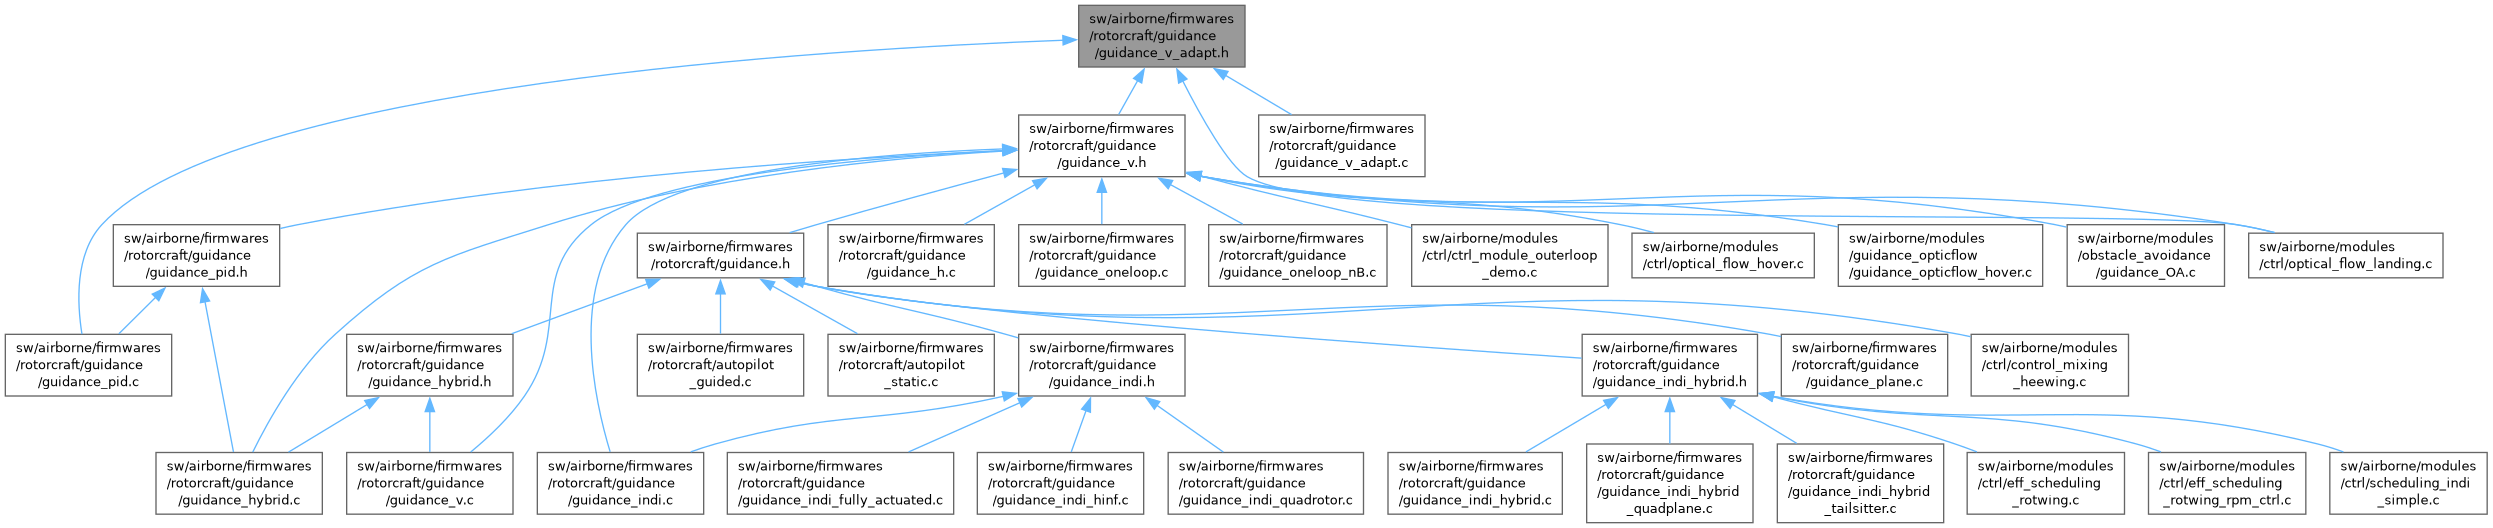 sw/airborne/firmwares
/rotorcraft/guidance
/guidance_v_adapt.h
sw/airborne/firmwares
/rotorcraft/guidance
/guidance_v.h
sw/airborne/firmwares
/rotorcraft/guidance
/guidance_v_adapt.c
sw/airborne/firmwares
/rotorcraft/guidance
/guidance_pid.h
sw/airborne/firmwares
/rotorcraft/guidance.h
sw/airborne/firmwares
/rotorcraft/guidance
/guidance_h.c
sw/airborne/firmwares
/rotorcraft/guidance
/guidance_oneloop.c
sw/airborne/firmwares
/rotorcraft/guidance
/guidance_oneloop_nB.c
sw/airborne/modules
/ctrl/ctrl_module_outerloop
_demo.c
sw/airborne/modules
/ctrl/optical_flow_hover.c
sw/airborne/modules
/guidance_opticflow
/guidance_opticflow_hover.c
sw/airborne/modules
/obstacle_avoidance
/guidance_OA.c
sw/airborne/modules
/ctrl/optical_flow_landing.c
sw/airborne/firmwares
/rotorcraft/guidance
/guidance_pid.c
sw/airborne/firmwares
/rotorcraft/guidance
/guidance_hybrid.h
sw/airborne/firmwares
/rotorcraft/autopilot
_guided.c
sw/airborne/firmwares
/rotorcraft/autopilot
_static.c
sw/airborne/firmwares
/rotorcraft/guidance
/guidance_indi.h
sw/airborne/firmwares
/rotorcraft/guidance
/guidance_indi_hybrid.h
sw/airborne/firmwares
/rotorcraft/guidance
/guidance_plane.c
sw/airborne/modules
/ctrl/control_mixing
_heewing.c
sw/airborne/firmwares
/rotorcraft/guidance
/guidance_hybrid.c
sw/airborne/firmwares
/rotorcraft/guidance
/guidance_v.c
sw/airborne/firmwares
/rotorcraft/guidance
/guidance_indi.c
sw/airborne/firmwares
/rotorcraft/guidance
/guidance_indi_fully_actuated.c
sw/airborne/firmwares
/rotorcraft/guidance
/guidance_indi_hinf.c
sw/airborne/firmwares
/rotorcraft/guidance
/guidance_indi_quadrotor.c
sw/airborne/firmwares
/rotorcraft/guidance
/guidance_indi_hybrid.c
sw/airborne/firmwares
/rotorcraft/guidance
/guidance_indi_hybrid
_quadplane.c
sw/airborne/firmwares
/rotorcraft/guidance
/guidance_indi_hybrid
_tailsitter.c
sw/airborne/modules
/ctrl/eff_scheduling
_rotwing.c
sw/airborne/modules
/ctrl/eff_scheduling
_rotwing_rpm_ctrl.c
sw/airborne/modules
/ctrl/scheduling_indi
_simple.c